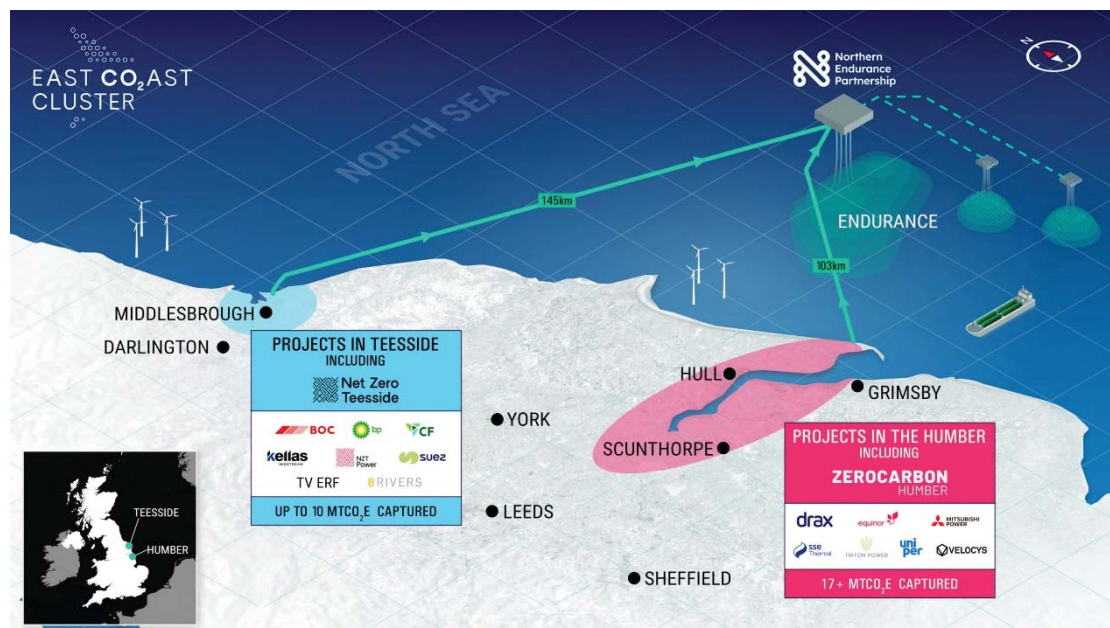 EAST CO₂AST
CLUSTER
Northern
Endurance
Partnership
N
NORTH SEA
145km
ENDURANCE
103km
MIDDLESBROUGH
DARLINGTON
PROJECTS IN TEESSIDE
INCLUDING
Net Zero
Teesside
BOC
bp
CF
kellas
MIDSTREAM
NZT
Power
suez
TV ERF
8RIVERS
UP TO 10 MTCO₂E CAPTURED
YORK
LEEDS
SHEFFIELD
HULL
SCUNTHORPE
GRIMSBY
PROJECTS IN THE HUMBER
INCLUDING
ZEROCARBON
HUMBER
drax
equinor
MITSUBISHI
POWER
sse
Thermal
TRITON POWER
uni
per
VELOCYS
17+ MTCO₂E CAPTURED
TEESSIDE
HUMBER